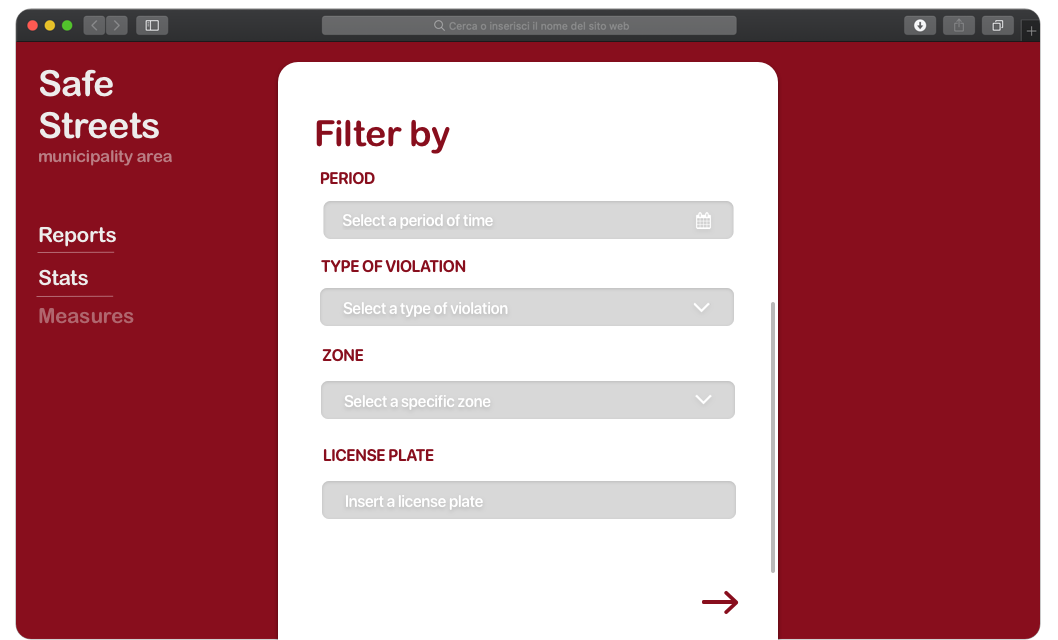 Cerca o inserisci il nome del sito web
Safe
Streets
municipality area
Reports
Stats
Measures
Filter by
PERIOD
Select a period of time
TYPE OF VIOLATION
Select a type of violation
ZONE
Select a specific zone
LICENSE PLATE
Insert a license plate